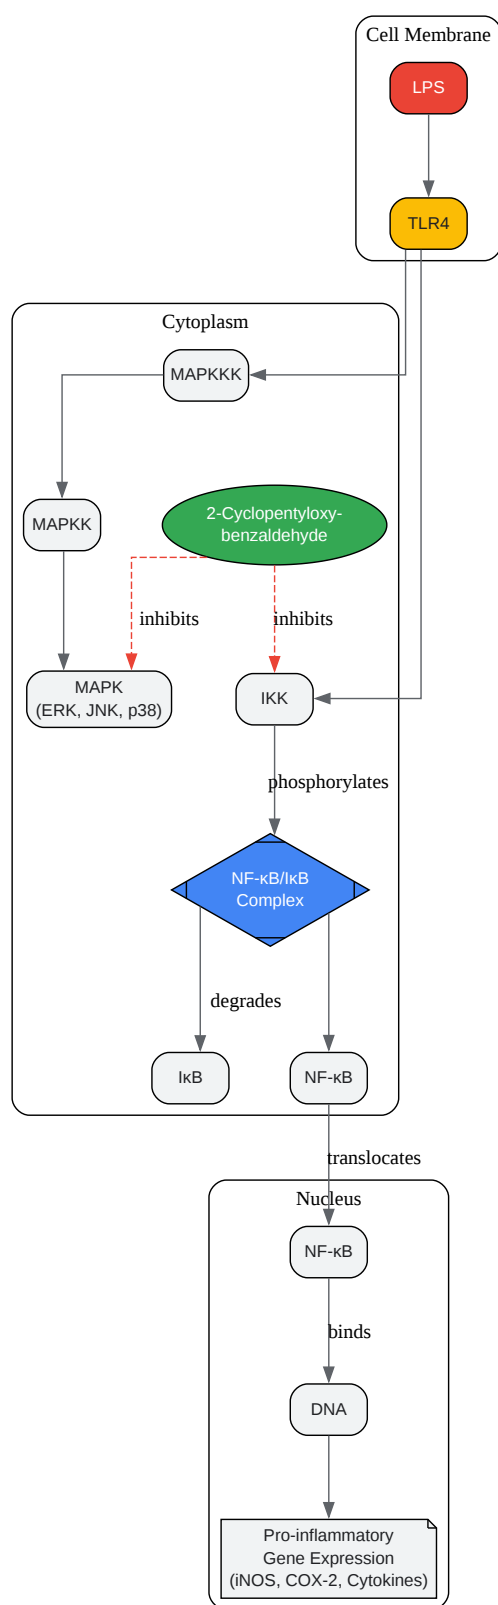 Cell Membrane
LPS
TLR4
Cytoplasm
MAPKKK
MAPKK
2-Cyclopentyloxy-
benzaldehyde
inhibits
inhibits
MAPK
(ERK, JNK, p38)
IKK
phosphorylates
NF-κB/IκB
Complex
degrades
IκB
NF-κB
translocates
Nucleus
NF-κB
binds
DNA
Pro-inflammatory
Gene Expression
(iNOS, COX-2, Cytokines)